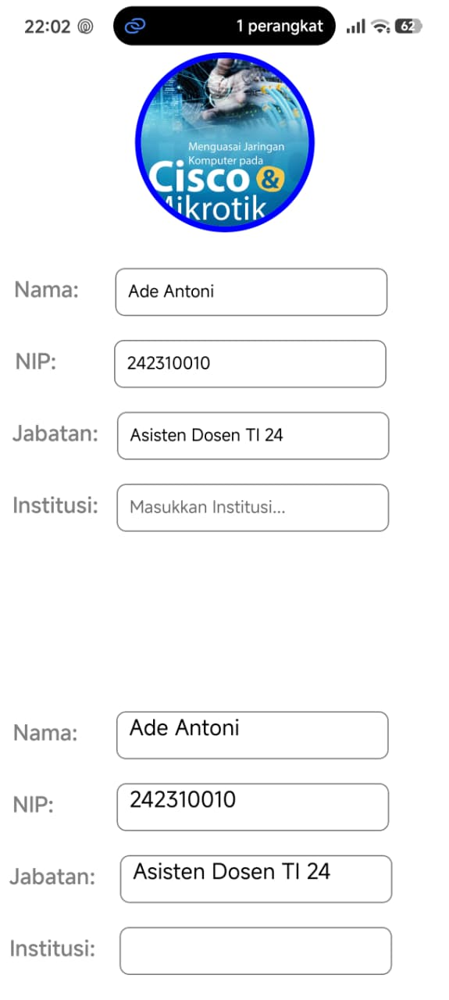 22:02 1 perangkat 62
Menguasai Jaringan
Komputer pada
Cisco &
Mikrotik
Nama: Ade Antoni
NIP: 242310010
Jabatan: Asisten Dosen TI 24
Institusi: Masukkan Institusi...
Nama: Ade Antoni
NIP: 242310010
Jabatan: Asisten Dosen TI 24
Institusi: